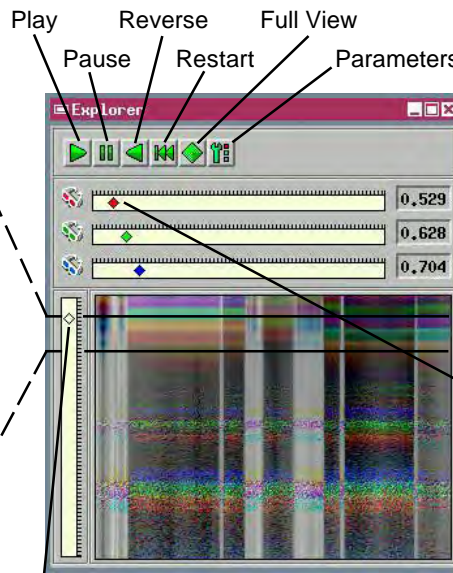 Play Reverse Full View
Pause Restart Parameters
Explorer
0.529
0.628
0.704